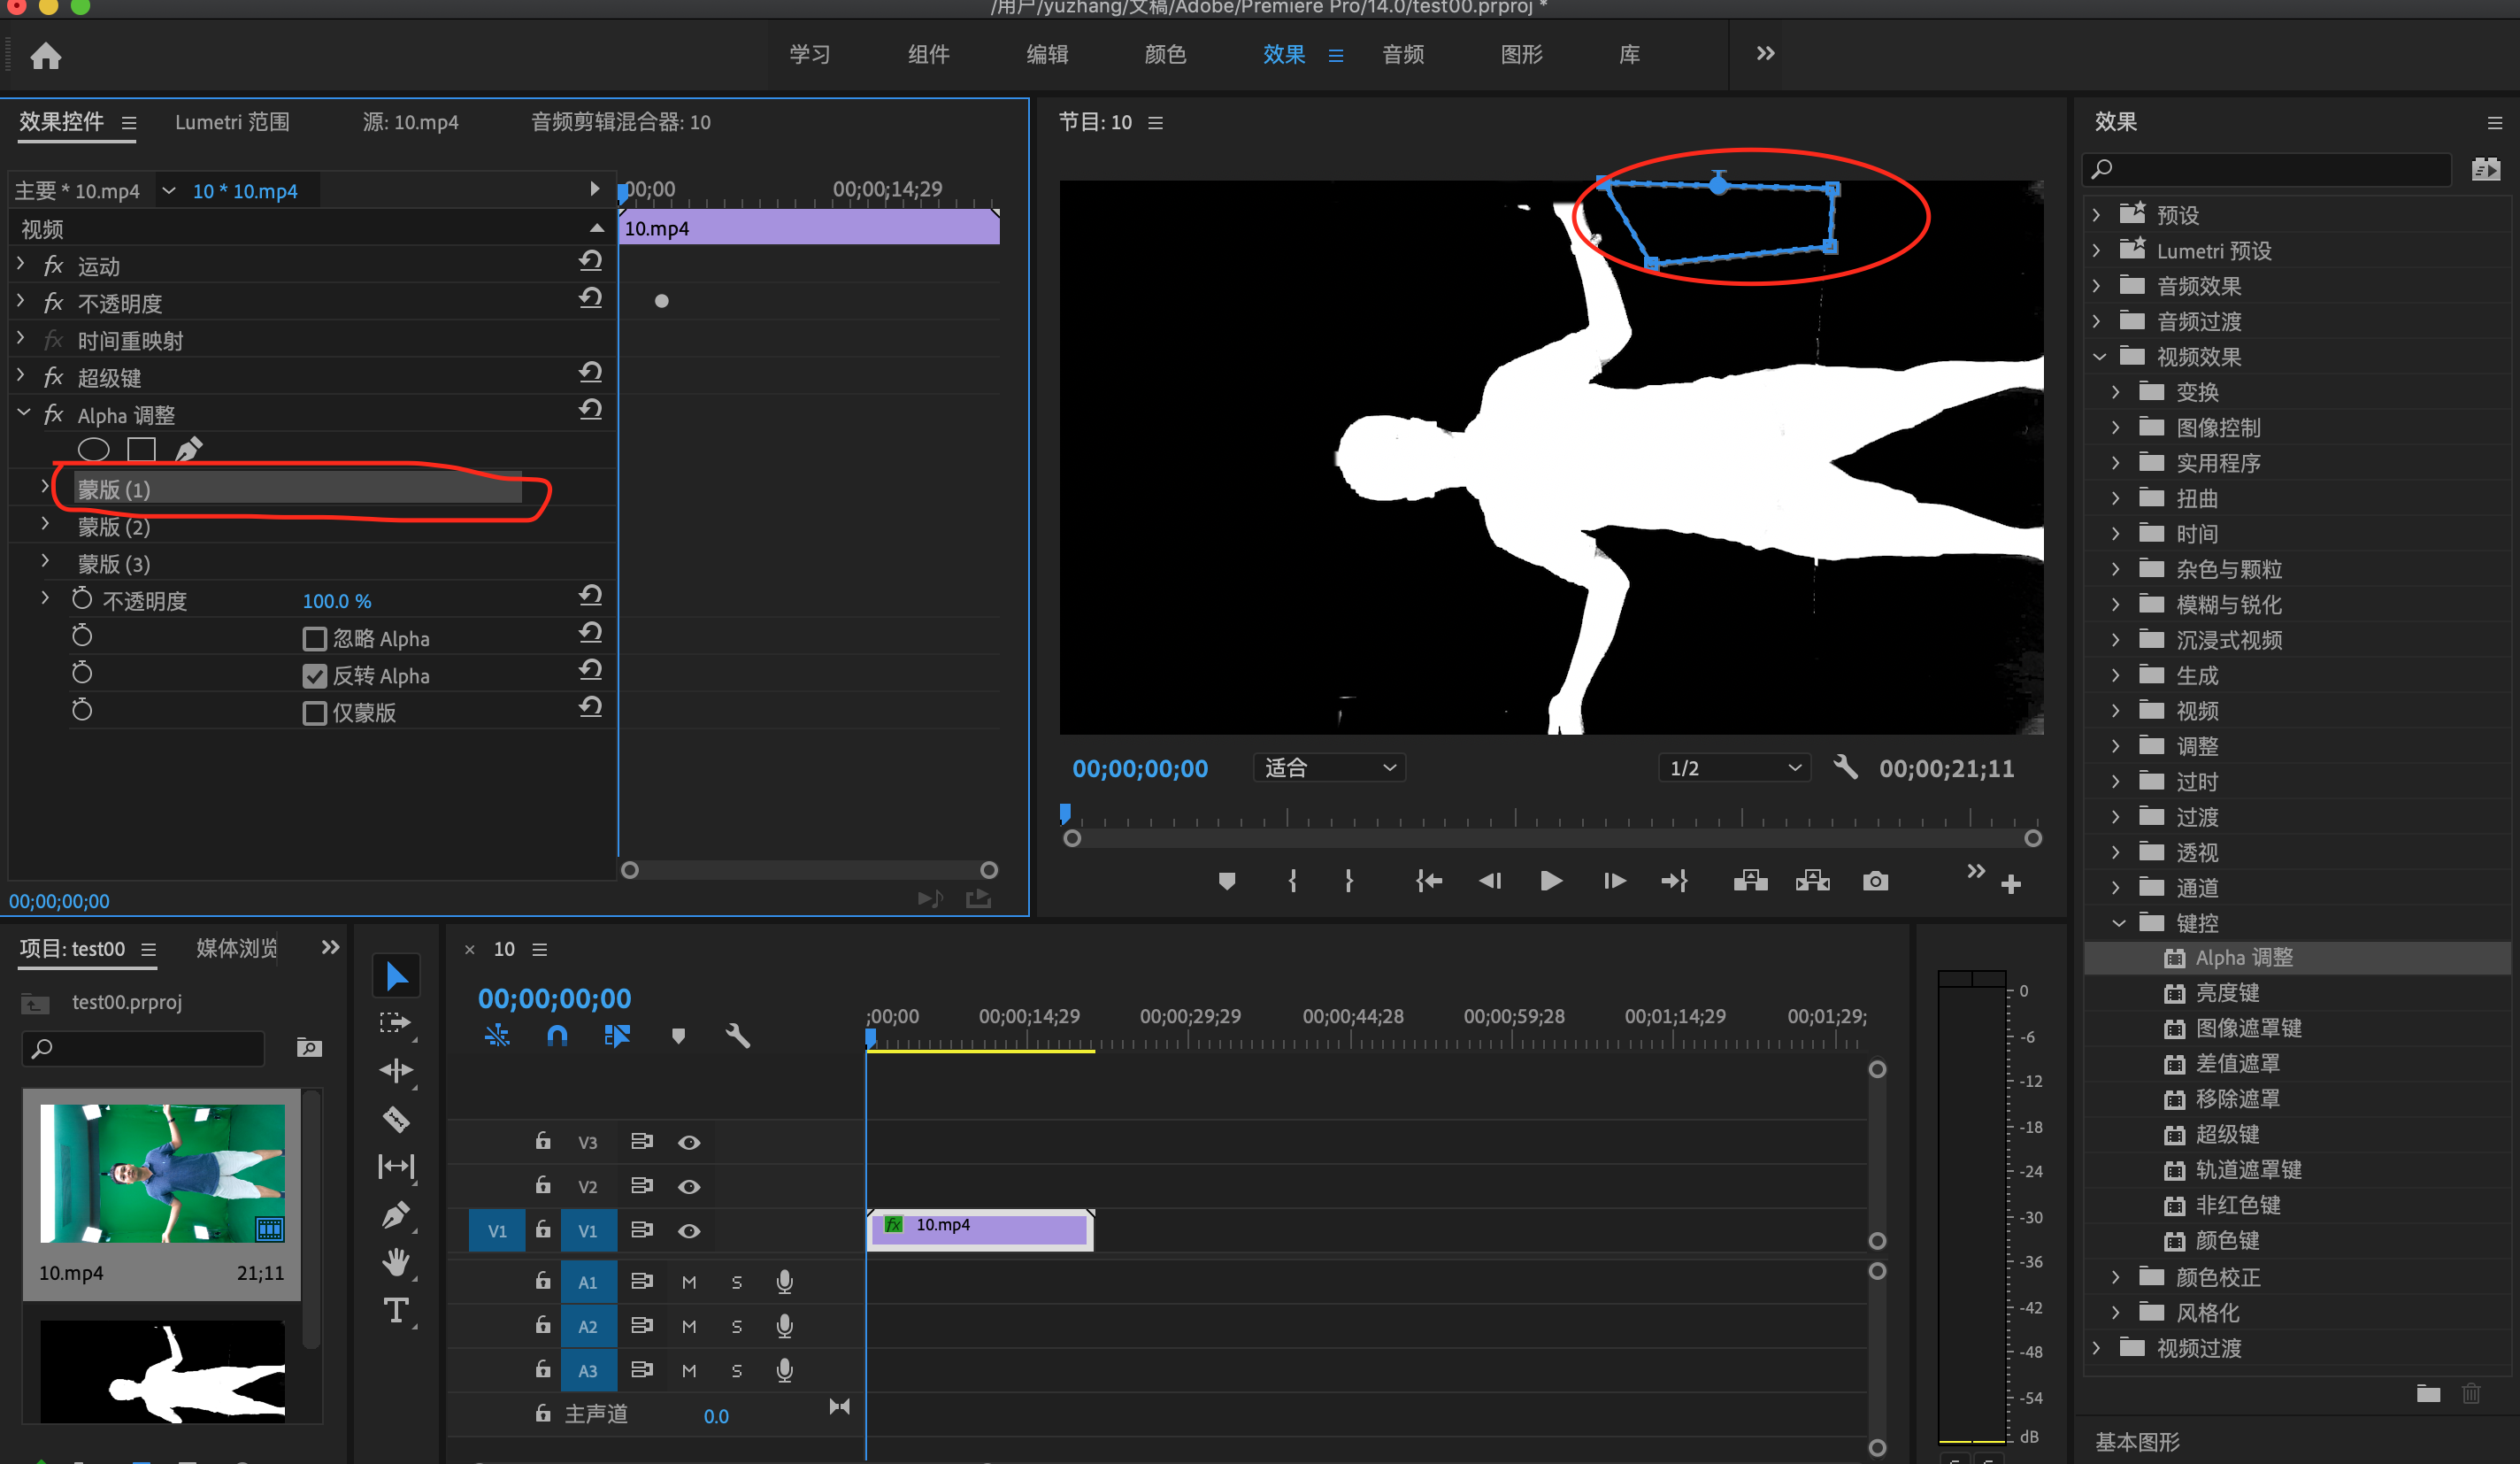 /用户/yuzhang/文稿/Adobe/Premiere Pro/14.0/test00.prproj *
学习 组件 编辑 颜色 效果 音频 图形 库
效果控件 Lumetri 范围 源: 10.mp4 音频剪辑混合器: 10
主要 * 10.mp4 10 * 10.mp4
00;00 00;00;14;29
视频
10.mp4
fx 运动
fx 不透明度
fx 时间重映射
fx 超级键
fx Alpha 调整
蒙版 (1)
蒙版 (2)
蒙版 (3)
不透明度 100.0 %
忽略 Alpha
反转 Alpha
仅蒙版
00;00;00;00
节目: 10
00;00;00;00 适合 1/2 00;00;21;11
效果
预设
Lumetri 预设
音频效果
音频过渡
视频效果
变换
图像控制
实用程序
扭曲
时间
杂色与颗粒
模糊与锐化
沉浸式视频
生成
视频
调整
过时
过渡
透视
通道
键控
Alpha 调整
亮度键
图像遮罩键
差值遮罩
移除遮罩
超级键
轨道遮罩键
非红色键
颜色键
颜色校正
风格化
视频过渡
基本图形
项目: test00 媒体浏览
test00.prproj
10.mp4 21;11
10
00;00;00;00
;00;00 00;00;14;29 00;00;29;29 00;00;44;28 00;00;59;28 00;01;14;29 00;01;29;
V3
V2
V1 V1 fx 10.mp4
A1 M S
A2 M S
A3 M S
主声道 0.0
0
-6
-12
-18
-24
-30
-36
-42
-48
-54
dB